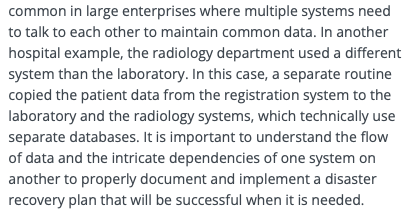 common in large enterprises where multiple systems need
to talk to each other to maintain common data. In another
hospital example, the radiology department used a different
system than the laboratory. In this case, a separate routine
copied the patient data from the registration system to the
laboratory and the radiology systems, which technically use
separate databases. It is important to understand the flow
of data and the intricate dependencies of one system on
another to properly document and implement a disaster
recovery plan that will be successful when it is needed.